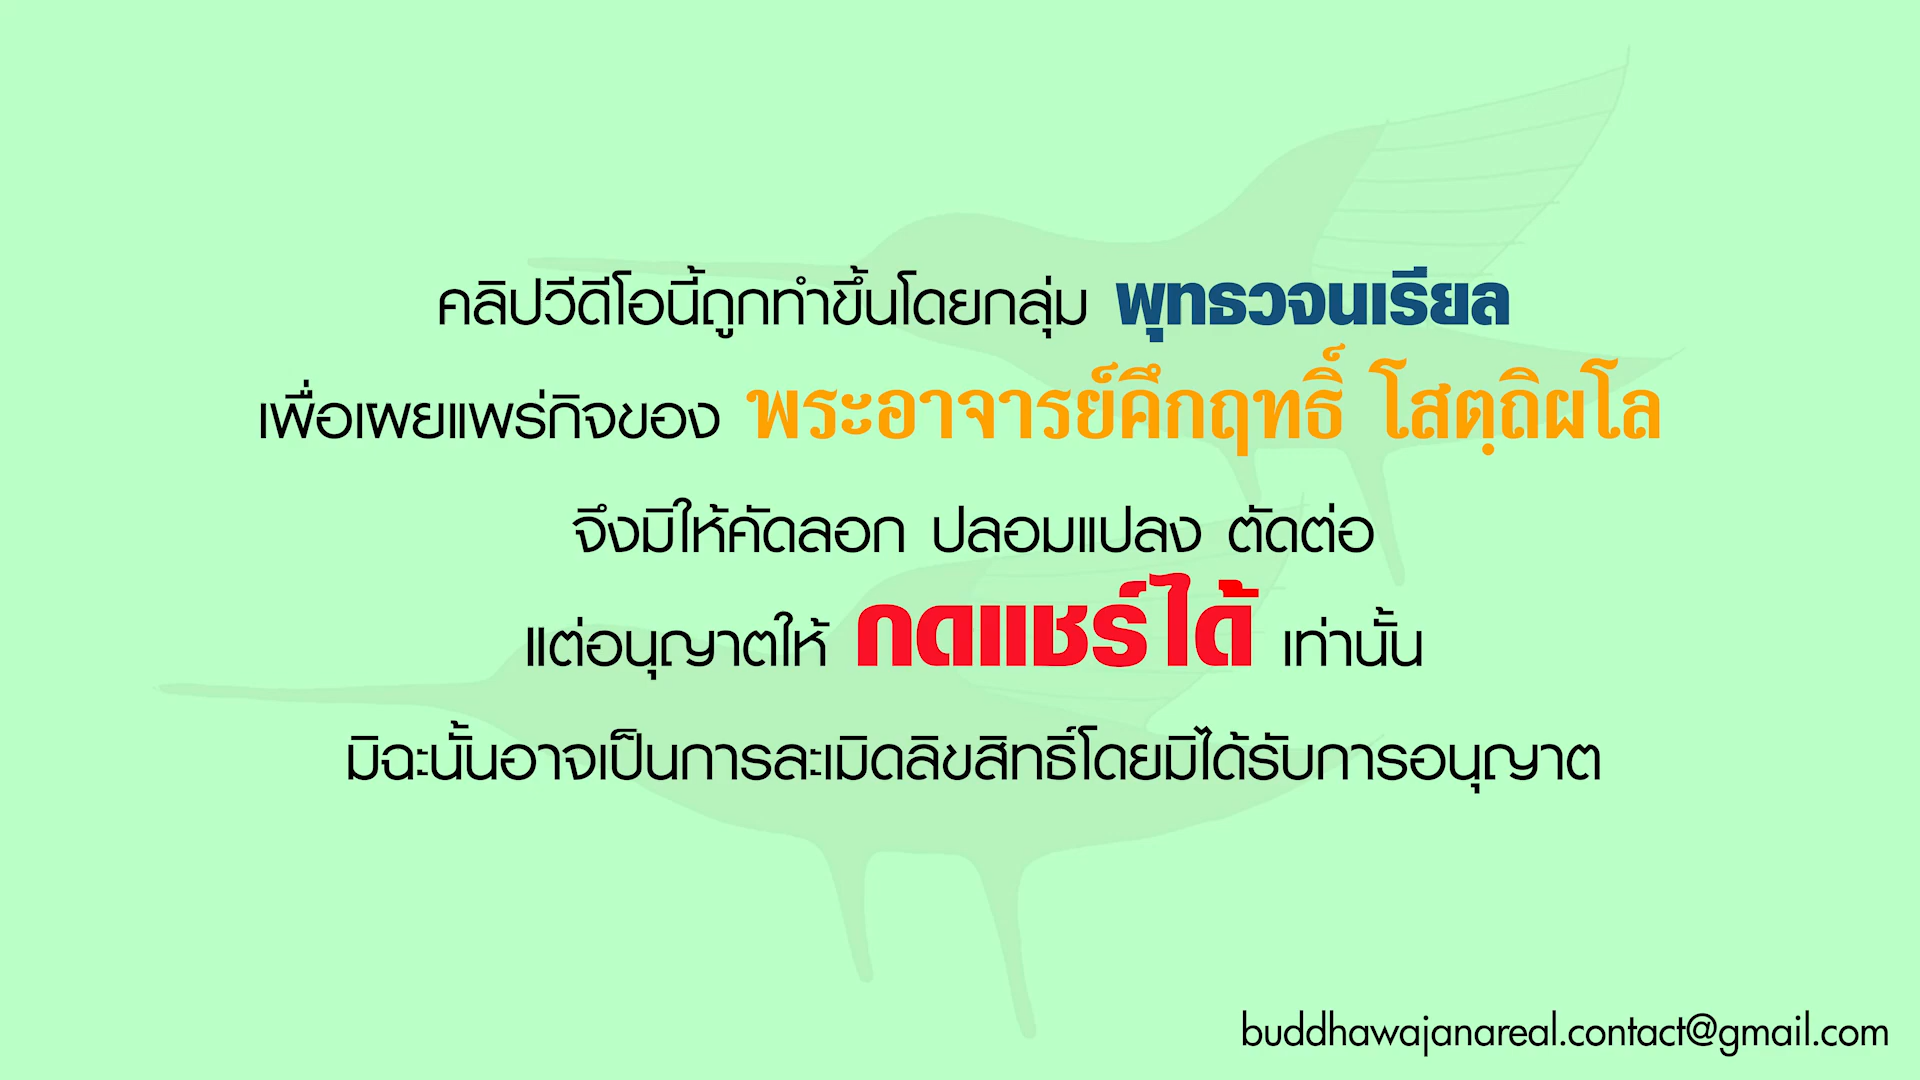 คลิปวีดีโอนี้ถูกทำขึ้นโดยกลุ่ม พุทธวจนเรียล
เพื่อเผยแพร่กิจของ พระอาจารย์คึกฤทธิ์ โสตฺถิผโล
จึงมิให้คัดลอก ปลอมแปลง ตัดต่อ
แต่อนุญาตให้ กดแชร์ได้ เท่านั้น
มิฉะนั้นอาจเป็นการละเมิดลิขสิทธิ์โดยมิได้รับการอนุญาต
buddhawajanareal.contact@gmail.com